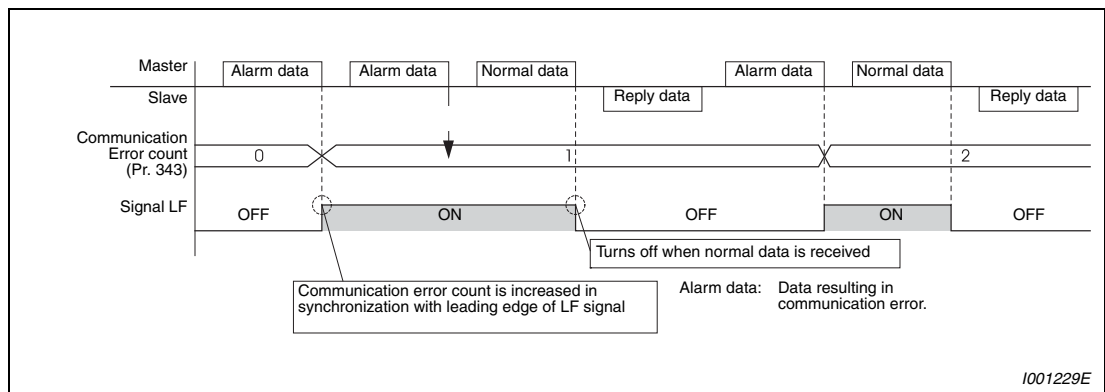 Master
Alarm data
Alarm data
Normal data
Alarm data
Normal data
Slave
Reply data
Reply data
Communication
Error count
(Pr. 343)
0
1
2
Signal LF
OFF
ON
OFF
ON
OFF
Turns off when normal data is received
Communication error count is increased in
synchronization with leading edge of LF signal
Alarm data: Data resulting in
communication error.
I001229E